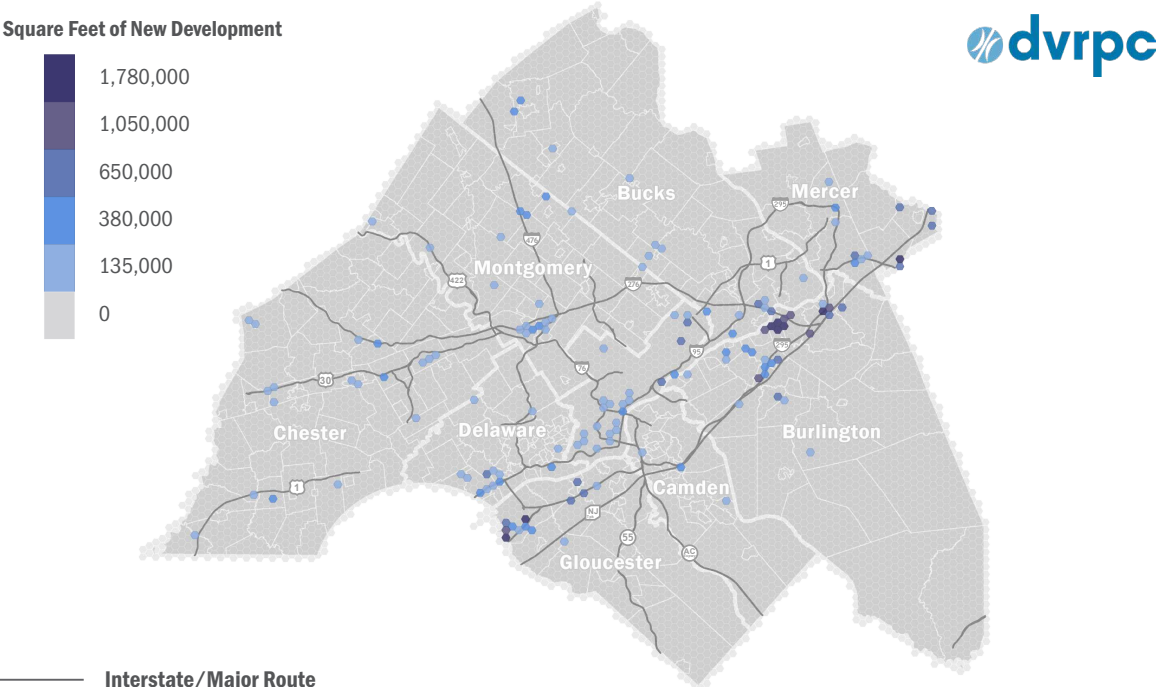 Square Feet of New Development
dvrpc
1,780,000
1,050,000
650,000
380,000
135,000
0
Bucks
Mercer
295
476
Montgomery
1
422
276
295
95
76
30
Chester
Delaware
Burlington
1
Camden
NJ
55
AC
Gloucester
Interstate/Major Route